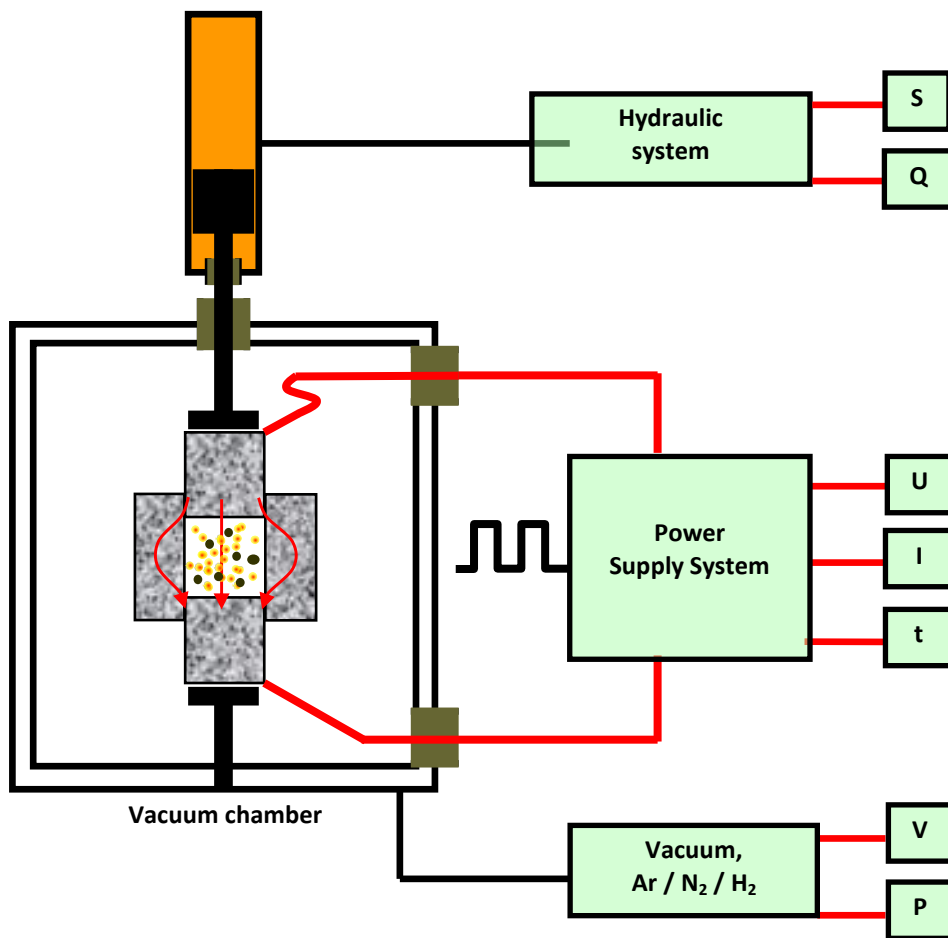 Hydraulic
system
S
Q
Power
Supply System
U
I
t
Vacuum chamber
Vacuum,
Ar / N₂ / H₂
V
P